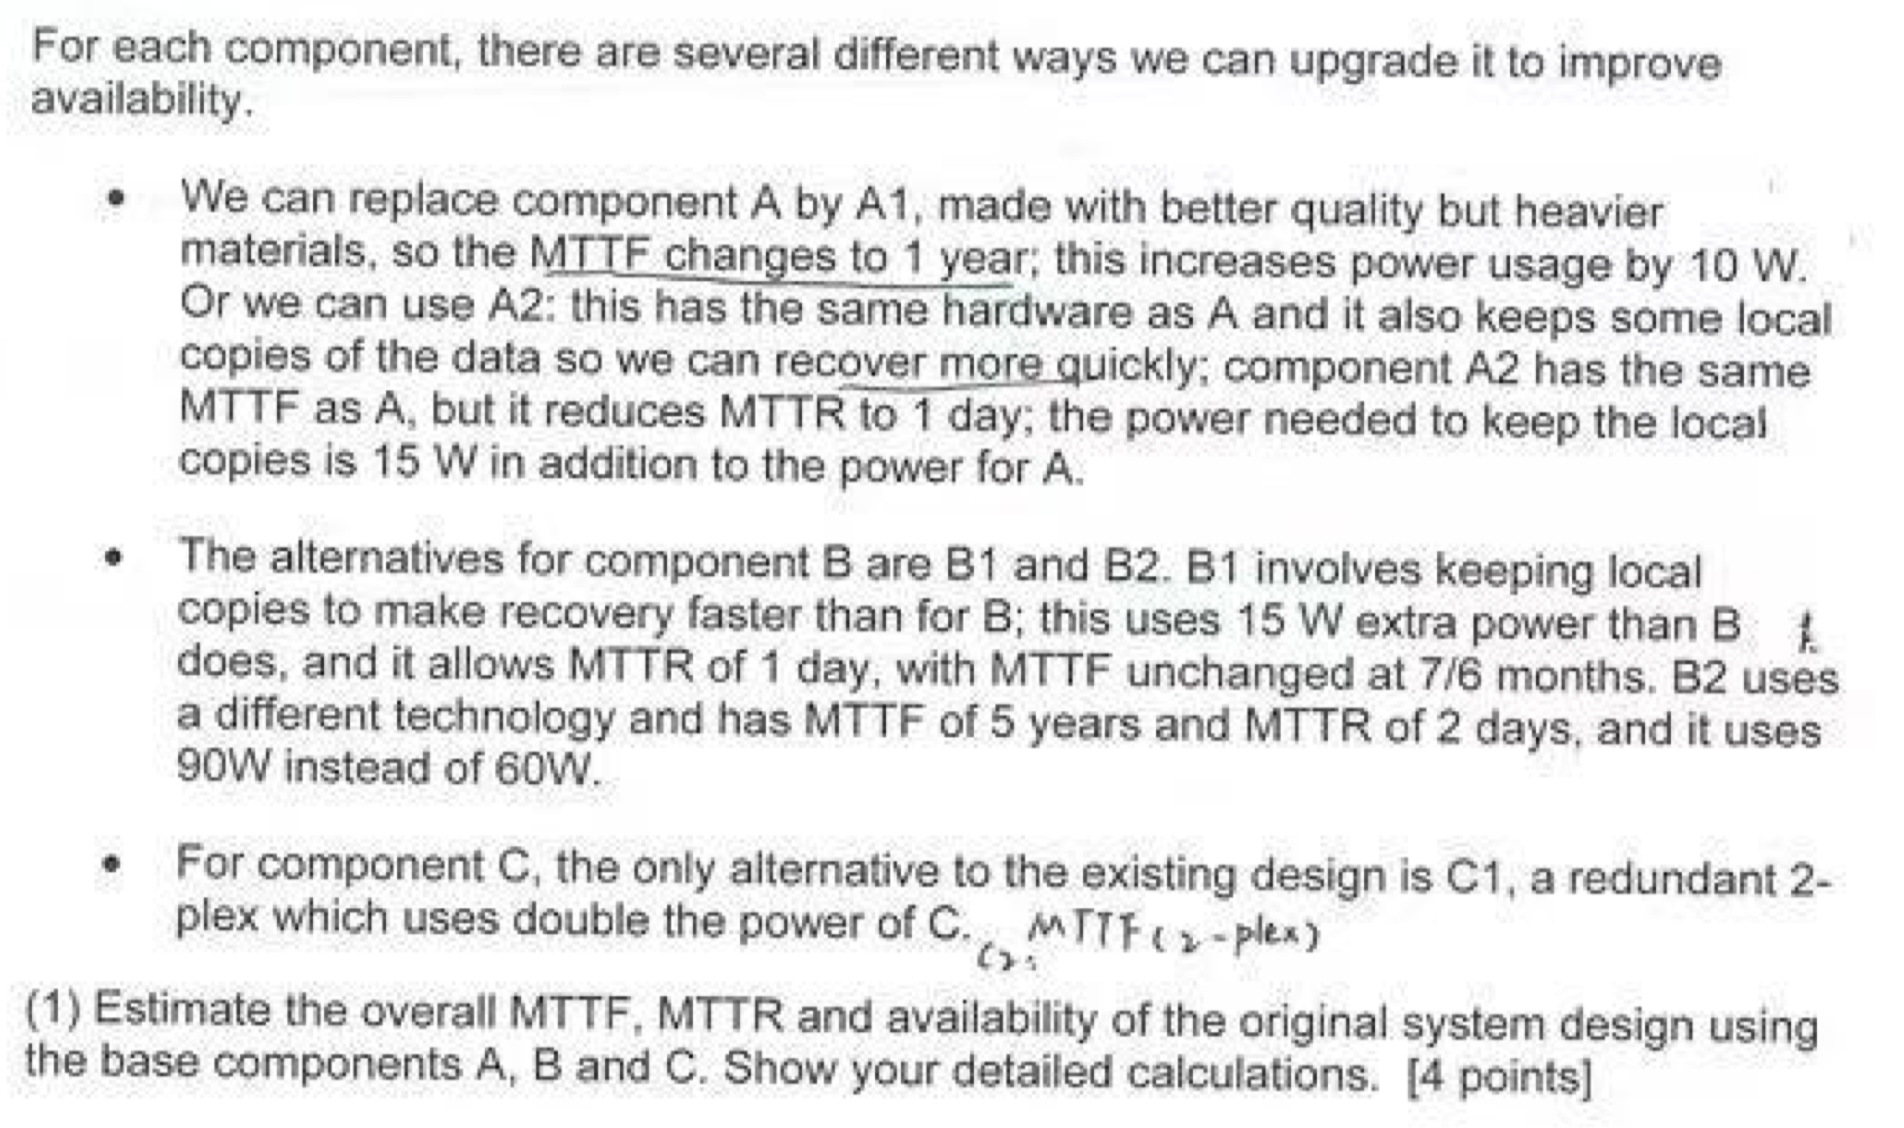 For each component, there are several different ways we can upgrade it to improve
availability.
• We can replace component A by A1, made with better quality but heavier
materials, so the MTTF changes to 1 year; this increases power usage by 10 W.
Or we can use A2: this has the same hardware as A and it also keeps some local
copies of the data so we can recover more quickly; component A2 has the same
MTTF as A, but it reduces MTTR to 1 day; the power needed to keep the local
copies is 15 W in addition to the power for A.
• The alternatives for component B are B1 and B2. B1 involves keeping local
copies to make recovery faster than for B; this uses 15 W extra power than B
does, and it allows MTTR of 1 day, with MTTF unchanged at 7/6 months. B2 uses
a different technology and has MTTF of 5 years and MTTR of 2 days, and it uses
90W instead of 60W.
• For component C, the only alternative to the existing design is C1, a redundant 2-
plex which uses double the power of C. MTTF (2-plex)
(1) Estimate the overall MTTF, MTTR and availability of the original system design using
the base components A, B and C. Show your detailed calculations. [4 points]